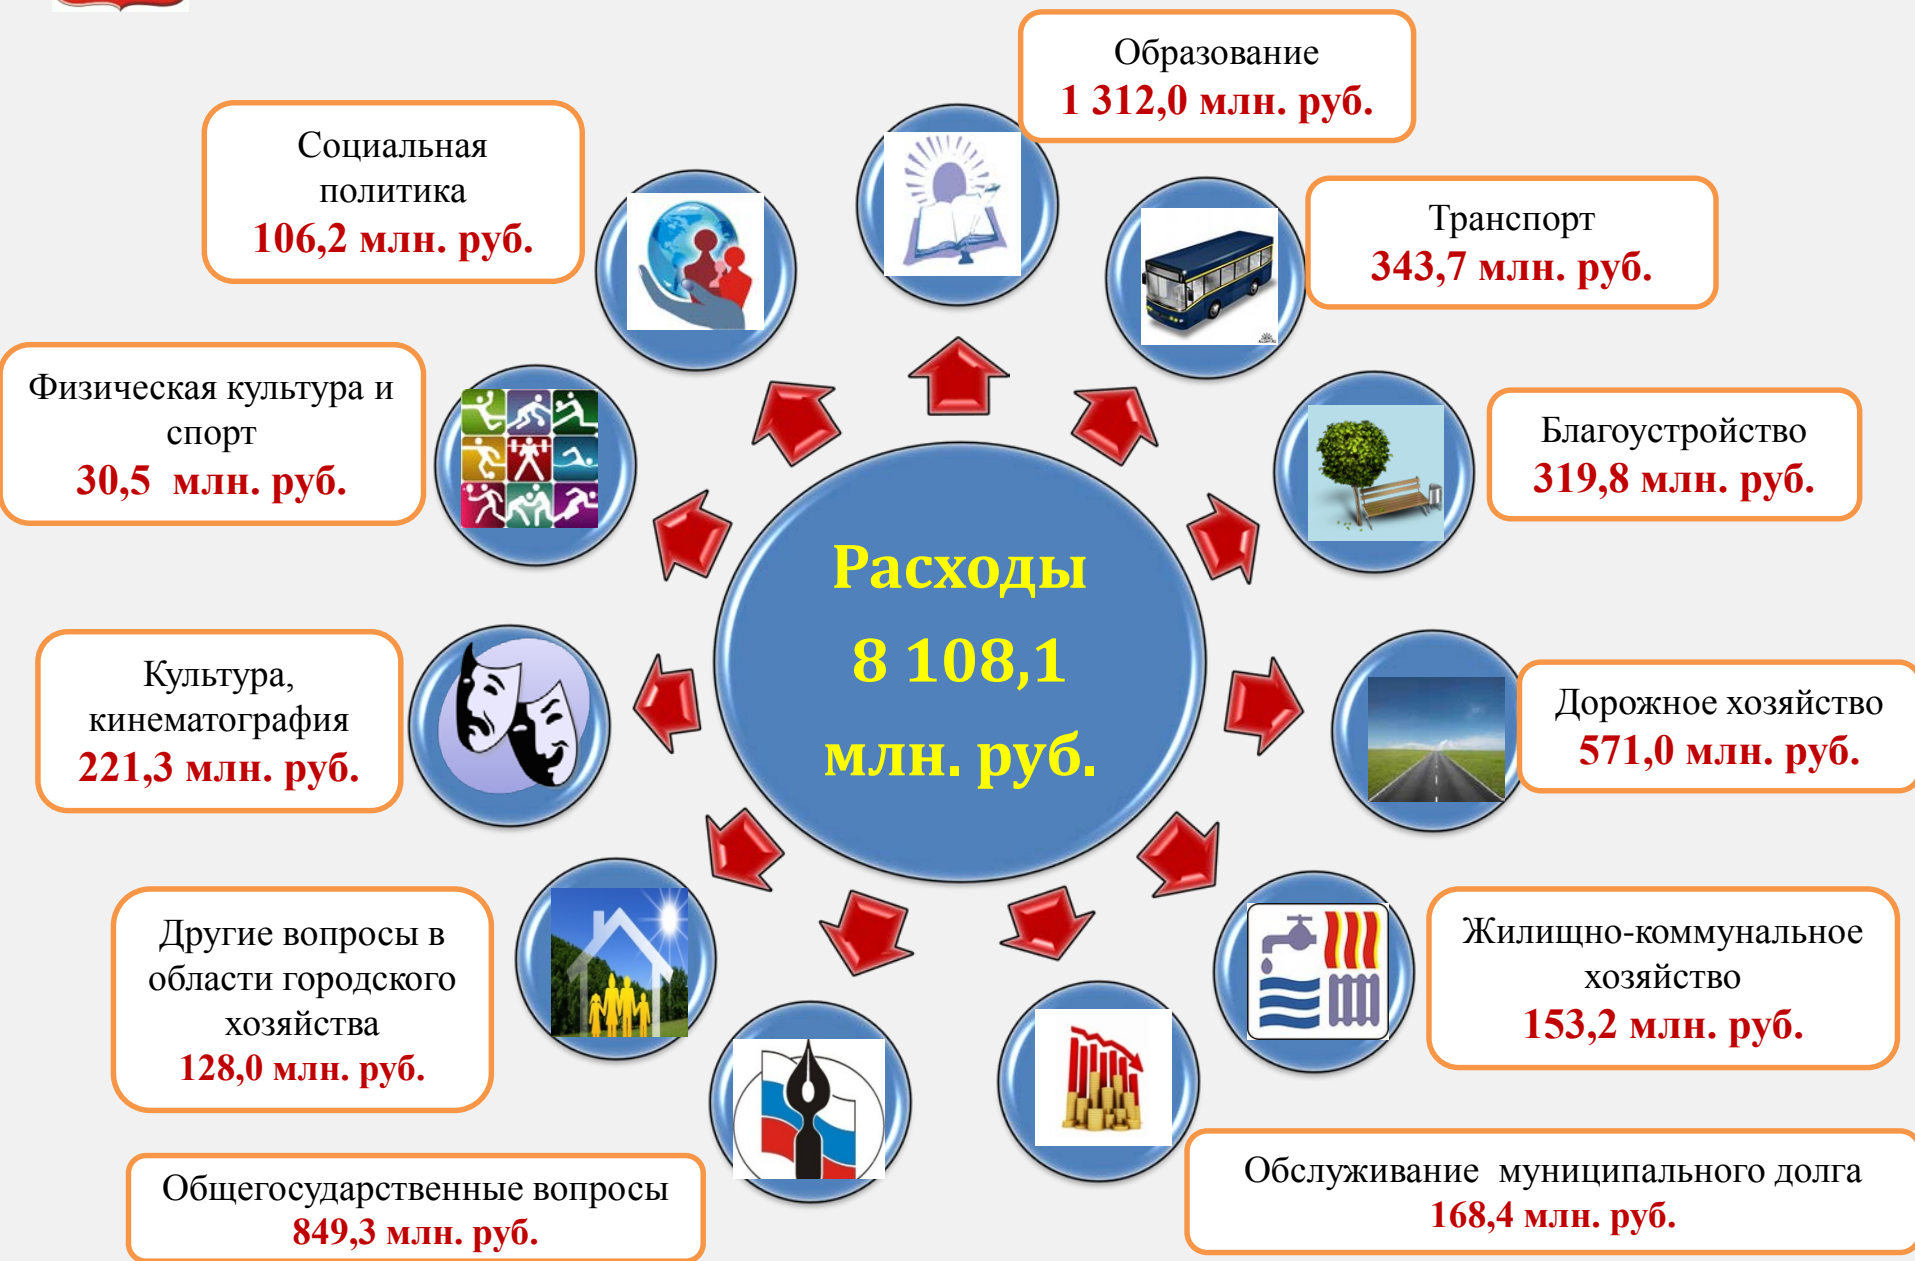 Образование
1 312,0 млн. руб.
Социальная
политика
106,2 млн. руб.
Транспорт
343,7 млн. руб.
Физическая культура и
спорт
30,5 млн. руб.
Благоустройство
319,8 млн. руб.
Расходы
8 108,1
млн. руб.
Культура,
кинематография
221,3 млн. руб.
Дорожное хозяйство
571,0 млн. руб.
Другие вопросы в
области городского
хозяйства
128,0 млн. руб.
Жилищно-коммунальное
хозяйство
153,2 млн. руб.
Общегосударственные вопросы
849,3 млн. руб.
Обслуживание муниципального долга
168,4 млн. руб.